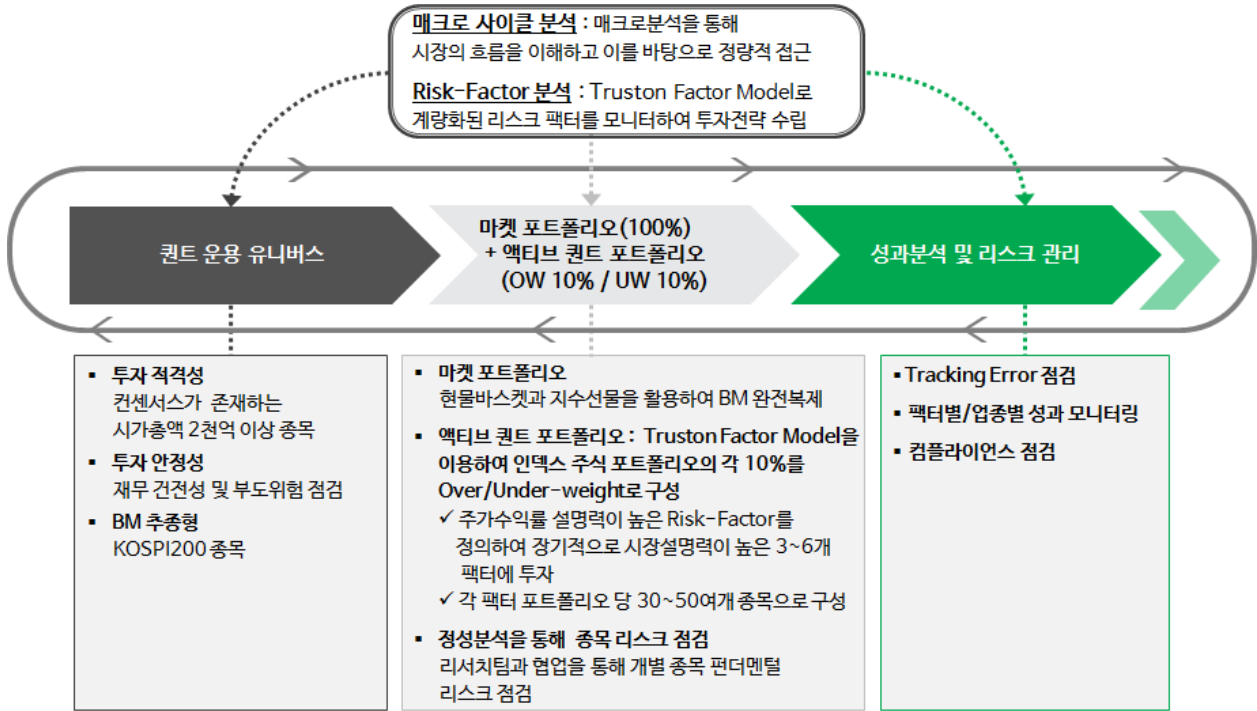 매크로 사이클 분석 : 매크로분석을 통해
시장의 흐름을 이해하고 이를 바탕으로 정량적 접근
Risk-Factor 분석 : Truston Factor Model로
계량화된 리스크 팩터를 모니터하여 투자전략 수립
퀀트 운용 유니버스
마켓 포트폴리오(100%)
+ 액티브 퀀트 포트폴리오
(OW 10% / UW 10%)
성과분석 및 리스크 관리
▪ 투자 적격성
컨센서스가 존재하는
시가총액 2천억 이상 종목
▪ 투자 안정성
재무 건전성 및 부도위험 점검
▪ BM 추종형
KOSPI200 종목
▪ 마켓 포트폴리오
현물바스켓과 지수선물을 활용하여 BM 완전복제
▪ 액티브 퀀트 포트폴리오 : Truston Factor Model을
이용하여 인덱스 주식 포트폴리오의 각 10%를
Over/Under-weight로 구성
✓ 주가수익률 설명력이 높은 Risk-Factor를
정의하여 장기적으로 시장설명력이 높은 3~6개
팩터에 투자
✓ 각 팩터 포트폴리오 당 30~50여개 종목으로 구성
▪ 정성분석을 통해 종목 리스크 점검
리서치팀과 협업을 통해 개별 종목 펀더멘털
리스크 점검
▪ Tracking Error 점검
▪ 팩터별/업종별 성과 모니터링
▪ 컴플라이언스 점검